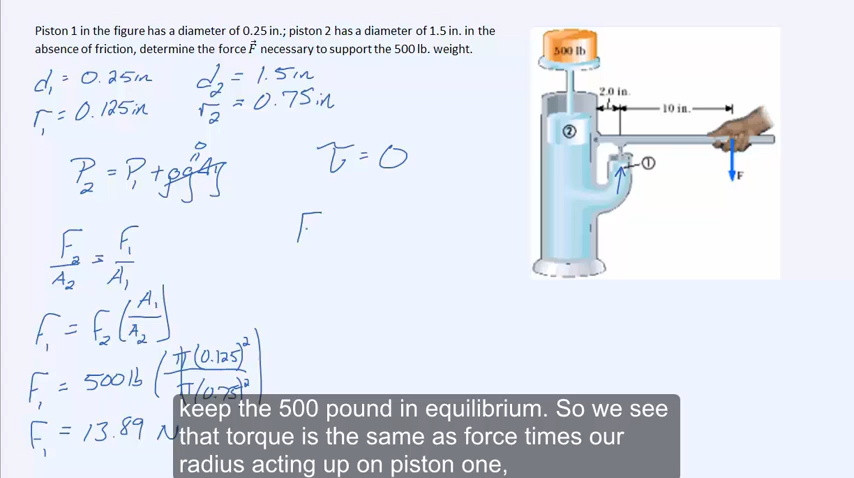 Piston 1 in the figure has a diameter of 0.25 in.; piston 2 has a diameter of 1.5 in. in the
absence of friction, determine the force F⃗ necessary to support the 500 lb. weight.
d₁ = 0.25in d₂ = 1.5in
r₁ = 0.125in r₂ = 0.75in
500 lb
2.0 in.
l
10 in.
②
①
F
P₂ = P₁ + ρgΔy
0
τ = 0
F
F₂/A₂ = F₁/A₁
F₁ = F₂(A₁/A₂)
F₁ = 500lb (π(0.125)²/π(0.75)²)
F₁ = 13.89 N
keep the 500 pound in equilibrium. So we see
that torque is the same as force times our
radius acting up on piston one,